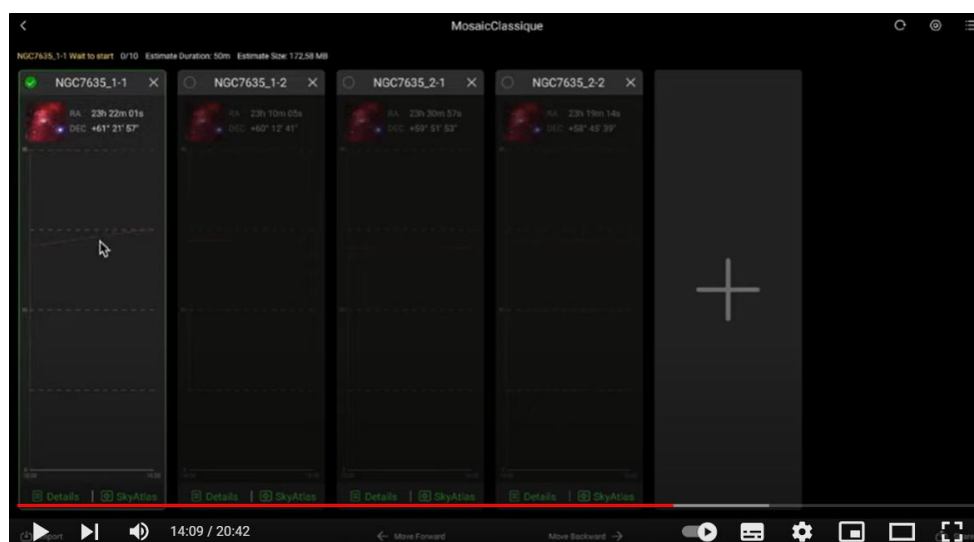 MosaicClassique
NGC7635_1-1 Wait to start 0/10 Estimate Duration: 50m Estimate Size: 172,58 MB
NGC7635_1-1
RA 23h 22m 01s
DEC +61° 21' 57"
Details | SkyAtlas
NGC7635_1-2
RA 23h 10m 05s
DEC +60° 12' 41"
Details | SkyAtlas
NGC7635_2-1
RA 23h 30m 57s
DEC +59° 51' 53"
Details | SkyAtlas
NGC7635_2-2
RA 23h 19m 14s
DEC +58° 45' 39"
Details | SkyAtlas
14:09 / 20:42
← Move Forward
Move Backward →